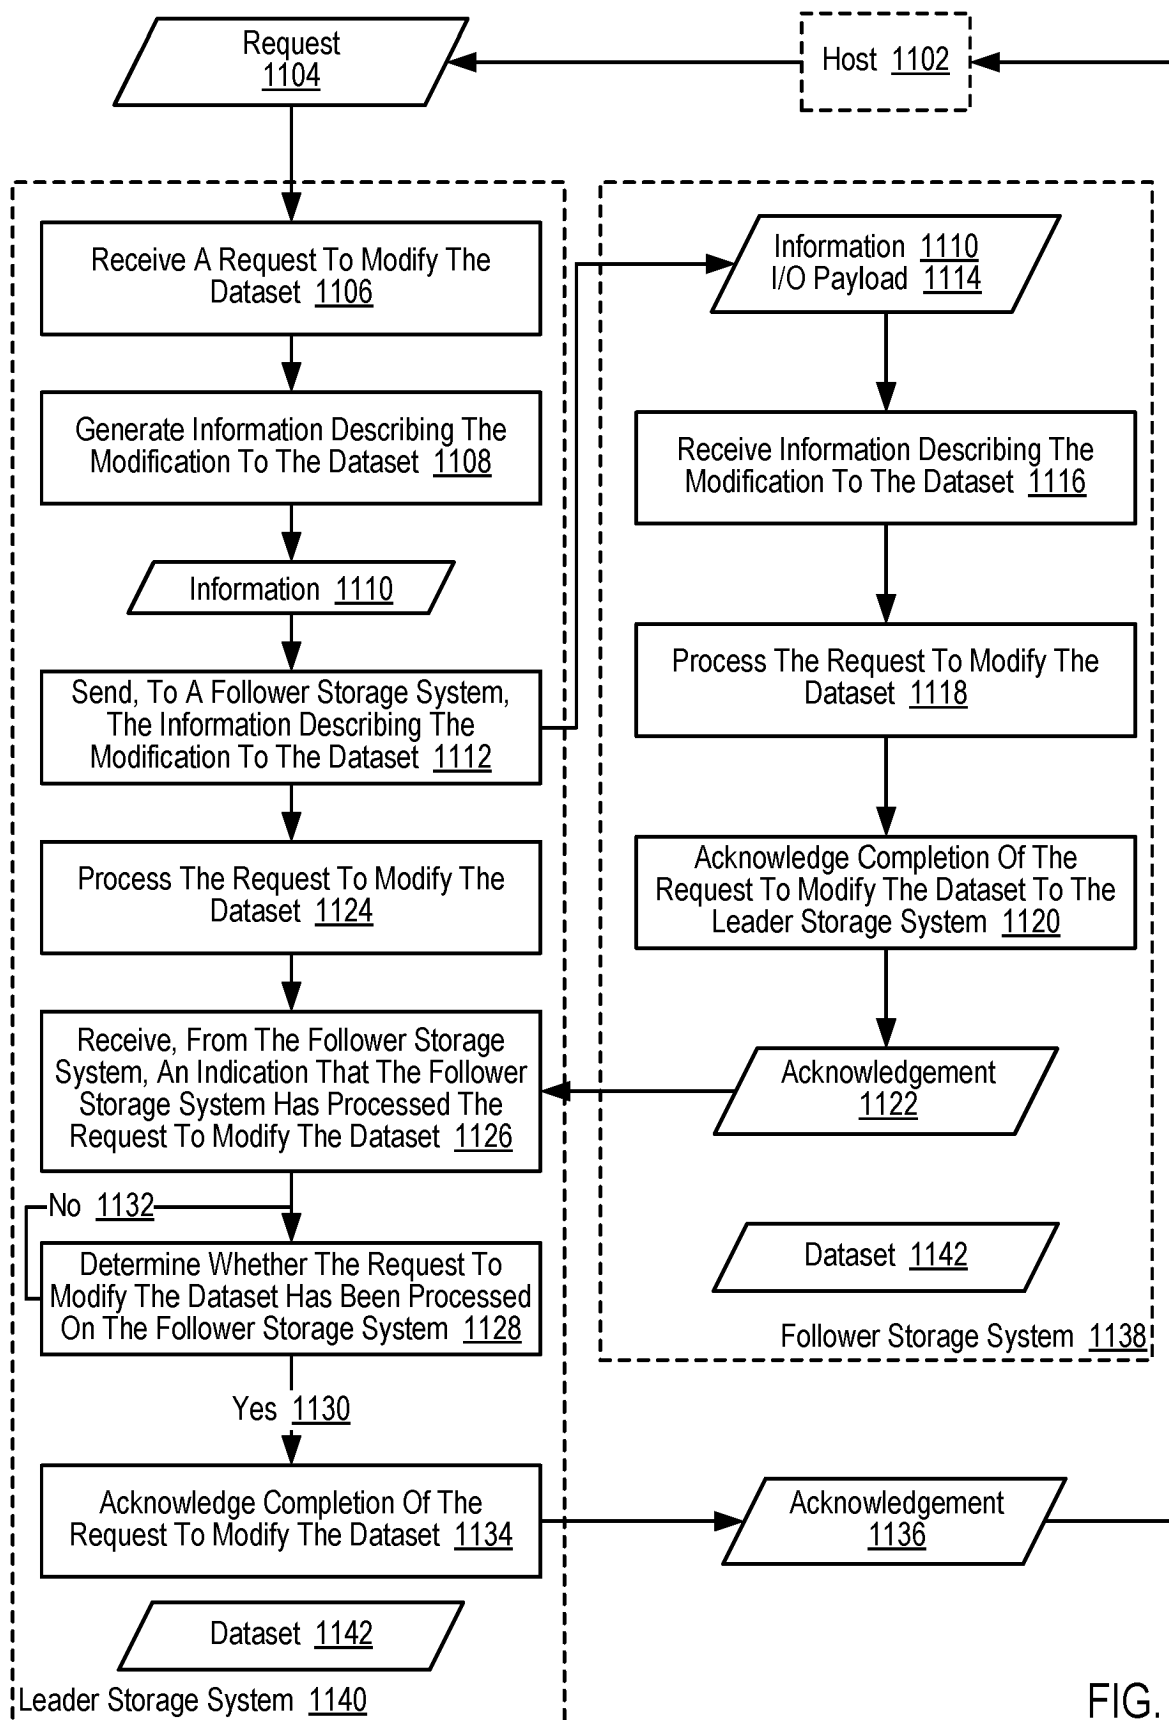 Request
1104
Host 1102
Receive A Request To Modify The
Dataset 1106
Generate Information Describing The
Modification To The Dataset 1108
Information 1110
Send, To A Follower Storage System,
The Information Describing The
Modification To The Dataset 1112
Process The Request To Modify The
Dataset 1124
Receive, From The Follower Storage
System, An Indication That The Follower
Storage System Has Processed The
Request To Modify The Dataset 1126
No 1132
Determine Whether The Request To
Modify The Dataset Has Been Processed
On The Follower Storage System 1128
Yes 1130
Acknowledge Completion Of The
Request To Modify The Dataset 1134
Dataset 1142
Leader Storage System 1140
Information 1110
I/O Payload 1114
Receive Information Describing The
Modification To The Dataset 1116
Process The Request To Modify The
Dataset 1118
Acknowledge Completion Of The
Request To Modify The Dataset To The
Leader Storage System 1120
Acknowledgement
1122
Dataset 1142
Follower Storage System 1138
Acknowledgement
1136
FIG.